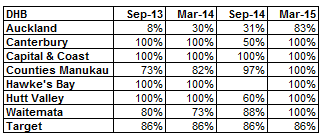 DHB Sep-13 Mar-14 Sep-14 Mar-15
Auckland 8% 30% 31% 83%
Canterbury 100% 100% 50% 100%
Capital & Coast 100% 100% 100% 100%
Counties Manukau 73% 82% 97% 100%
Hawke's Bay 100% 100% 100%
Hutt Valley 100% 100% 60% 100%
Waitemata 80% 73% 88% 100%
Target 86% 86% 86% 86%